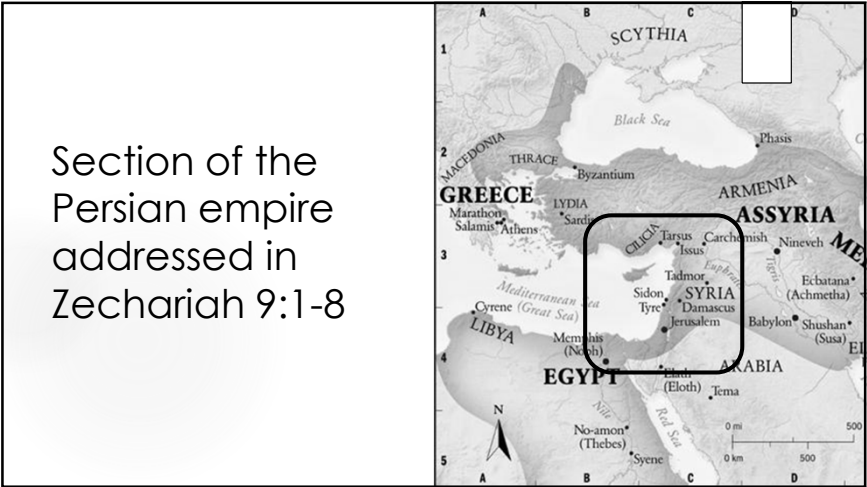 Section of the
Persian empire
addressed in
Zechariah 9:1-8
A
B
C
D
1
SCYTHIA
Black Sea
Phasis
2
MACEDONIA
THRACE
Byzantium
ARMENIA
GREECE
LYDIA
ASSYRIA
Marathon
Salamis
Athens
Sardis
CILICIA
Tarsus
Issus
Carchemish
Nineveh
3
Tadmor
Tigris
Ecbatana
(Achmetha)
Mediterranean Sea
(Great Sea)
Sidon
Tyre
SYRIA
Damascus
Cyrene
LIBYA
Jerusalem
Babylon
Shushan
(Susa)
4
Memphis
(Noph)
EGYPT
Elath
(Eloth)
ARABIA
Tema
N
Nile
Red Sea
No-amon
(Thebes)
Syene
0 mi
500
0 km
500
5
A
B
C
D